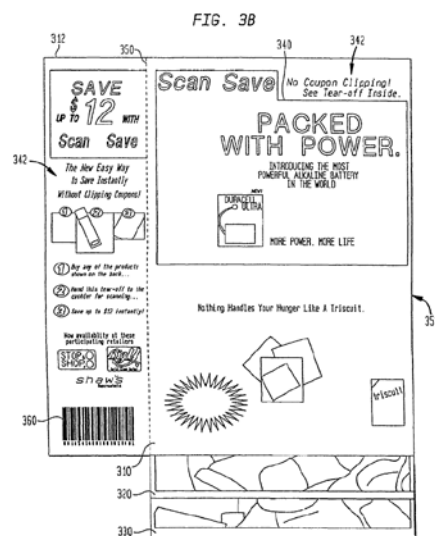 FIG. 3B
312
350
340
342
SAVE
UP TO $12 WITH
Scan Save
342
The New Easy Way
to Save Instantly
Without Clipping Coupons!
1 Buy any of the products
shown on the back...
2 Hand this tear-off to the
cashier for scanning...
3 Save up to $12 instantly!
Now availability at these
participating retailers
STOP
SHOP
Shaw's
360
Scan Save
No Coupon Clipping!
See Tear-off Inside.
PACKED
WITH POWER.
INTRODUCING THE MOST
POWERFUL ALKALINE BATTERY
IN THE WORLD
NEW!
DURACELL
ULTRA
MORE POWER. MORE LIFE
Nothing Handles Your Hunger Like A Triscuit.
35
triscuit
310
320
330